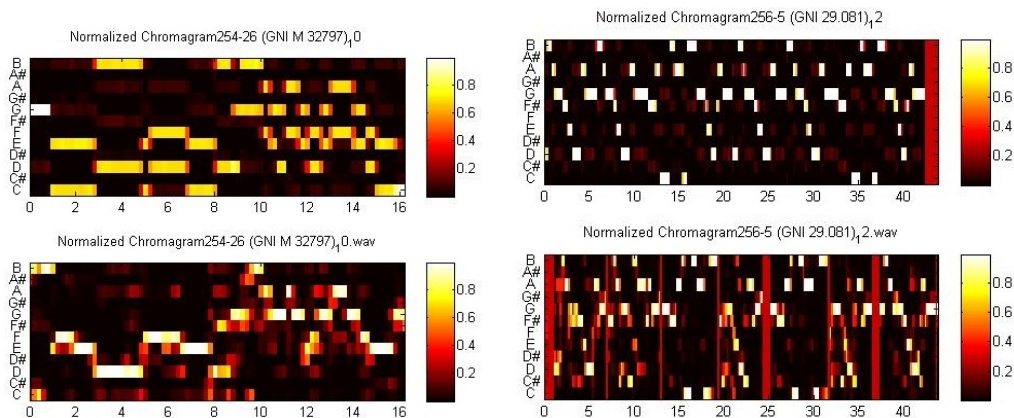 Normalized Chromagram254-26 (GNI M 32797)10
B
A#
A
G#
G
F#
F
E
D#
D
C#
C
0 2 4 6 8 10 12 14 16
0.8
0.6
0.4
0.2
Normalized Chromagram256-5 (GNI 29.081)12
B
A#
A
G#
G
F#
F
E
D#
D
C#
C
0 5 10 15 20 25 30 35 40
0.8
0.6
0.4
0.2
Normalized Chromagram254-26 (GNI M 32797)10.wav
B
A#
A
G#
G
F#
F
E
D#
D
C#
C
0 2 4 6 8 10 12 14 16
0.8
0.6
0.4
0.2
Normalized Chromagram256-5 (GNI 29.081)12.wav
B
A#
A
G#
G
F#
F
E
D#
D
C#
C
0 5 10 15 20 25 30 35 40
0.8
0.6
0.4
0.2